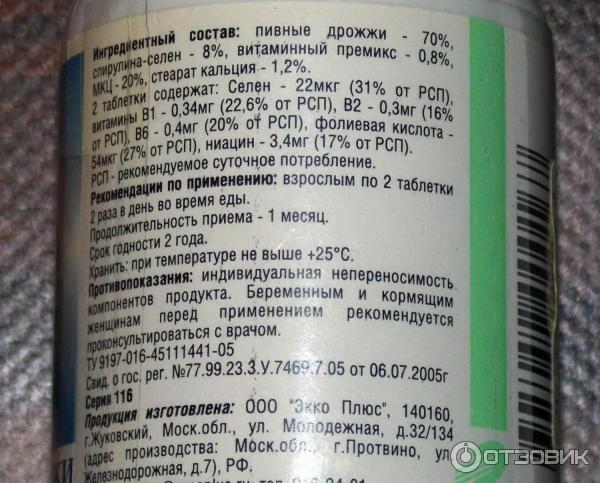 Ингредиентный состав: пивные дрожжи - 70%,
спирулина-селен - 8%, витаминный премикс - 0,8%,
МКЦ - 20%, стеарат кальция - 1,2%.
2 таблетки содержат: Селен - 22мкг (31% от РСП),
витамины В1 - 0,34мг (22,6% от РСП), В2 - 0,3мг (16%
от РСП), В6 - 0,4мг (20% от РСП), фолиевая кислота -
54мкг (27% от РСП), ниацин - 3,4мг (17% от РСП).
РСП - рекомендуемое суточное потребление.
Рекомендации по применению: взрослым по 2 таблетки
2 раза в день во время еды.
Продолжительность приема - 1 месяц.
Срок годности 2 года.
Хранить: при температуре не выше +25°С.
Противопоказания: индивидуальная непереносимость
компонентов продукта. Беременным и кормящим
женщинам перед применением рекомендуется
проконсультироваться с врачом.
ТУ 9197-016-45111441-05
Свид. о гос. рег. №77.99.23.3.У.7469.7.05 от 06.07.2005г
Серия 116
Продукция изготовлена: ООО "Экко Плюс", 140160,
г.Жуковский, Моск.обл., ул. Молодежная, д.32/134
(адрес производства: Моск.обл., г.Протвино, ул.
Железнодорожная, д.7), РФ.
ОТЗОВИК